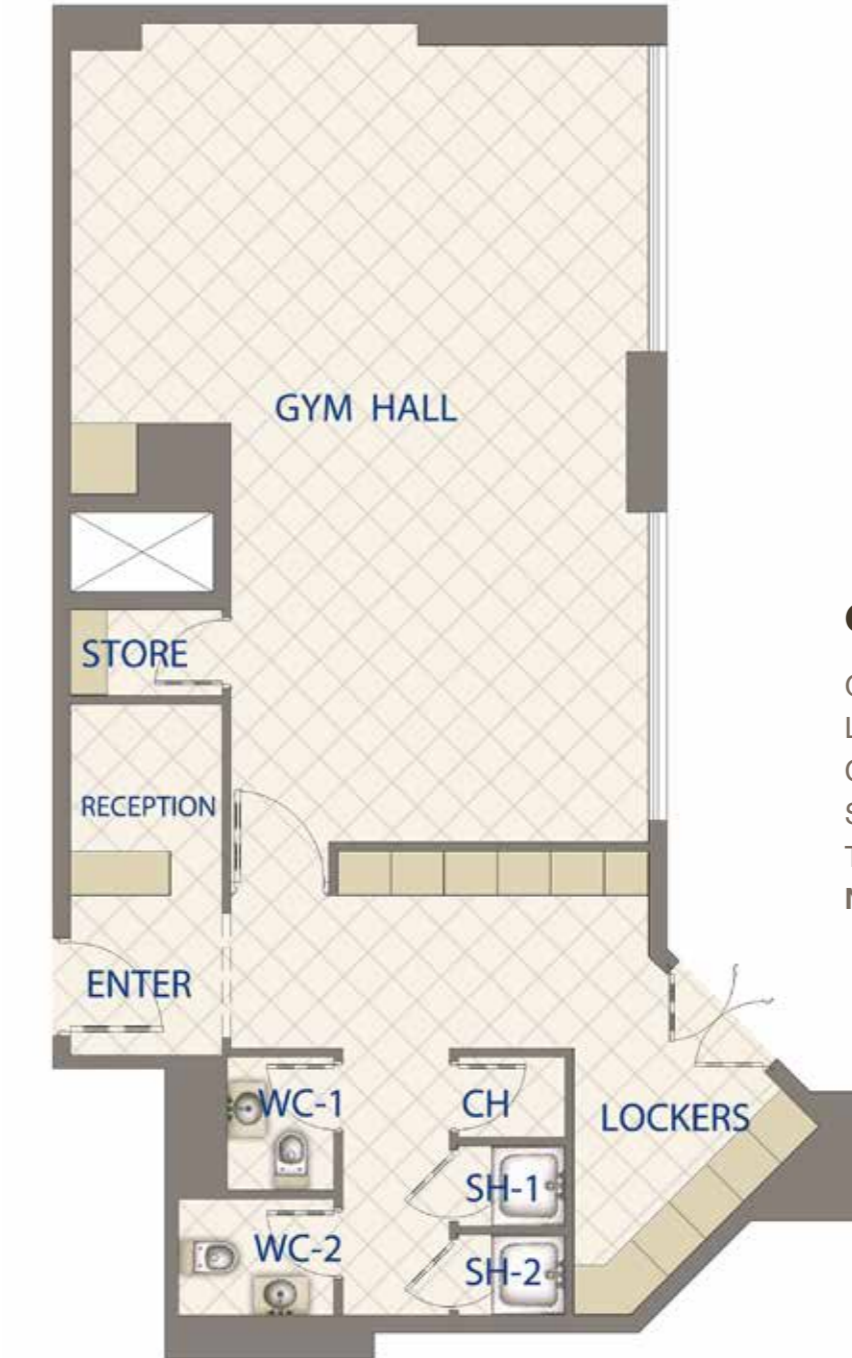 GYM HALL
STORE
RECEPTION
ENTER
WC-1
CH
LOCKERS
SH-1
WC-2
SH-2